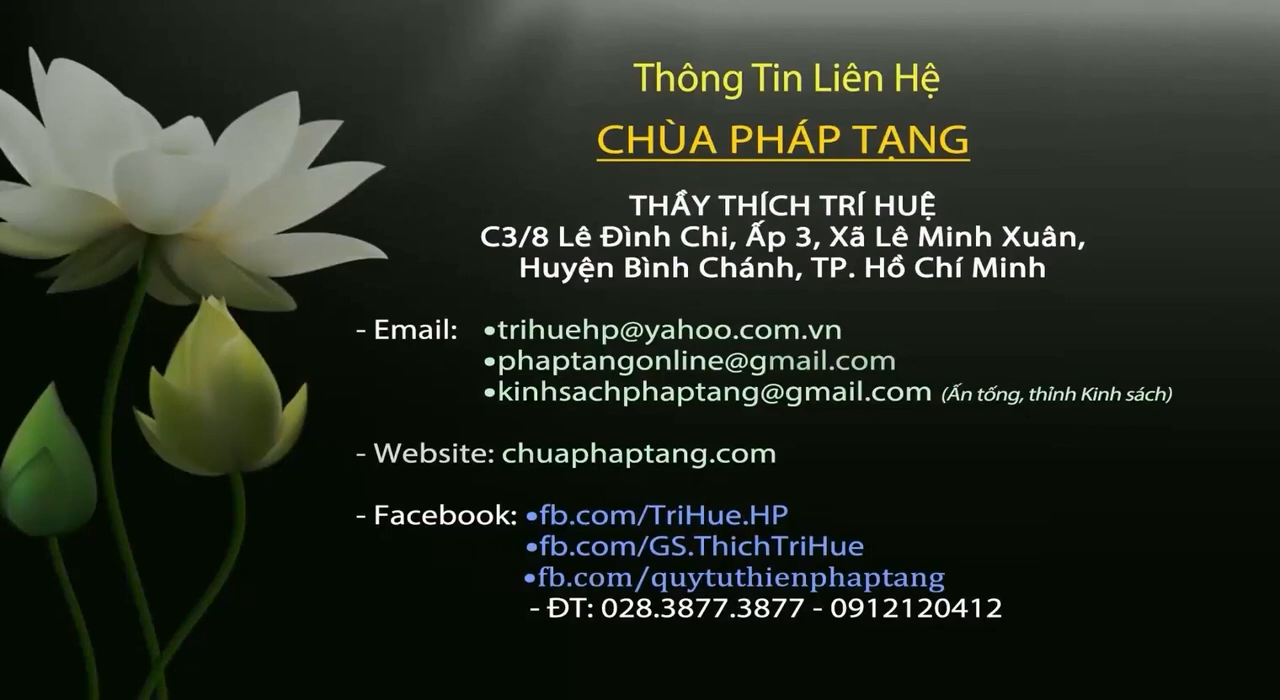 Thông Tin Liên Hệ
CHÙA PHÁP TẠNG
THẦY THÍCH TRÍ HUỆ
C3/8 Lê Đình Chi, Ấp 3, Xã Lê Minh Xuân,
Huyện Bình Chánh, TP. Hồ Chí Minh
- Email: •trihuehp@yahoo.com.vn
•phaptangonline@gmail.com
•kinhsachphaptang@gmail.com (Ấn tống, thỉnh Kinh sách)
- Website: chuaphaptang.com
- Facebook: •fb.com/TriHue.HP
•fb.com/GS.ThichTriHue
•fb.com/quytuthienphaptang
- ĐT: 028.3877.3877 - 0912120412